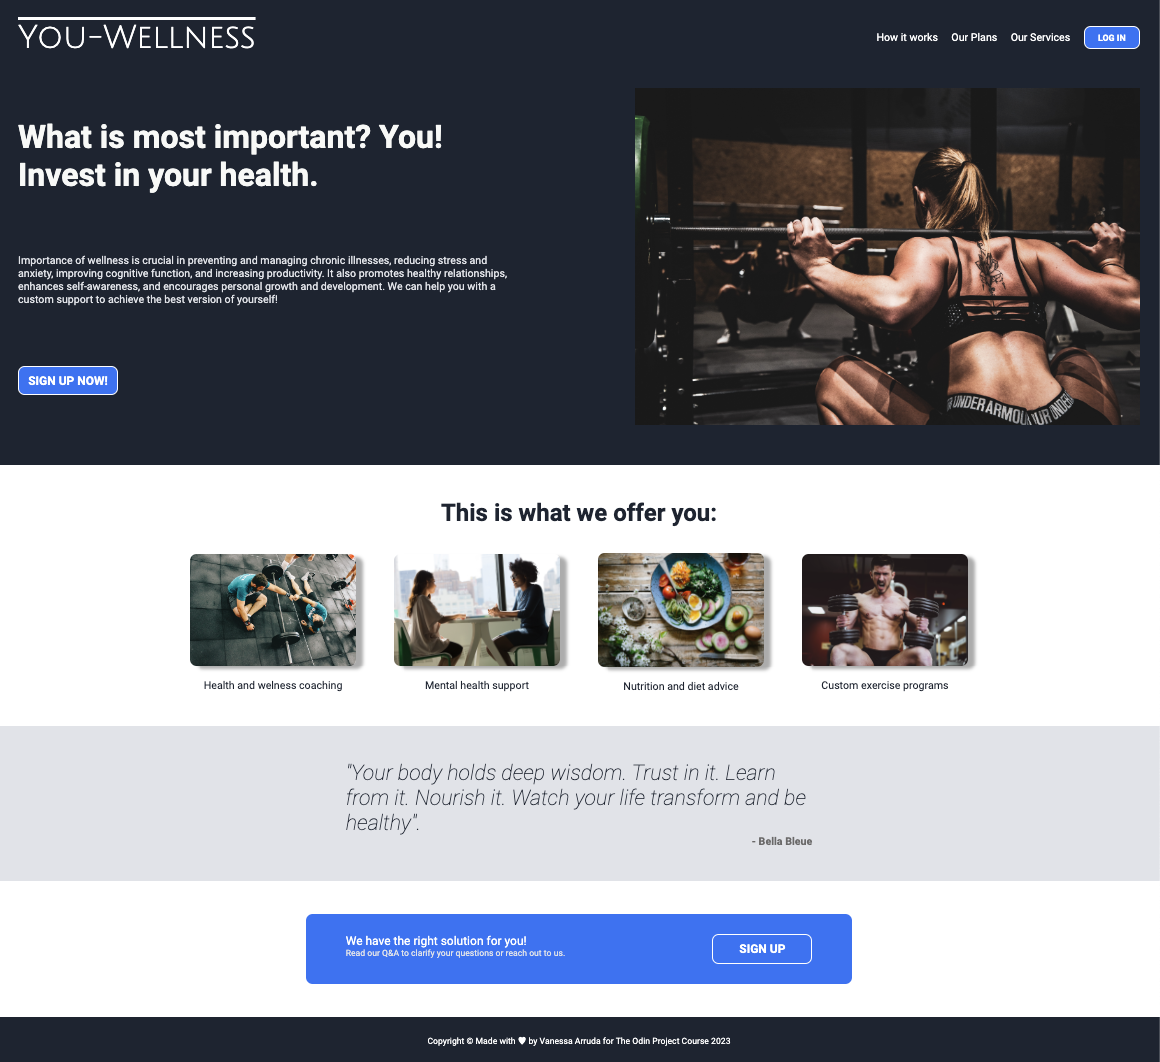 You-Wellness
How it works
Our Plans
Our Services
LOG IN
What is most important? You!
Invest in your health.
Importance of wellness is crucial in preventing and managing chronic illnesses, reducing stress and
anxiety, improving cognitive function, and increasing productivity. It also promotes healthy relationships,
enhances self-awareness, and encourages personal growth and development. We can help you with a
custom support to achieve the best version of yourself!
SIGN UP NOW!
UNDER ARMOUR UNDER
This is what we offer you:
Health and welness coaching
Mental health support
Nutrition and diet advice
Custom exercise programs
"Your body holds deep wisdom. Trust in it. Learn
from it. Nourish it. Watch your life transform and be
healthy".
- Bella Bleue
We have the right solution for you!
Read our Q&A to clarify your questions or reach out to us.
SIGN UP
Copyright © Made with ♥ by Vanessa Arruda for The Odin Project Course 2023